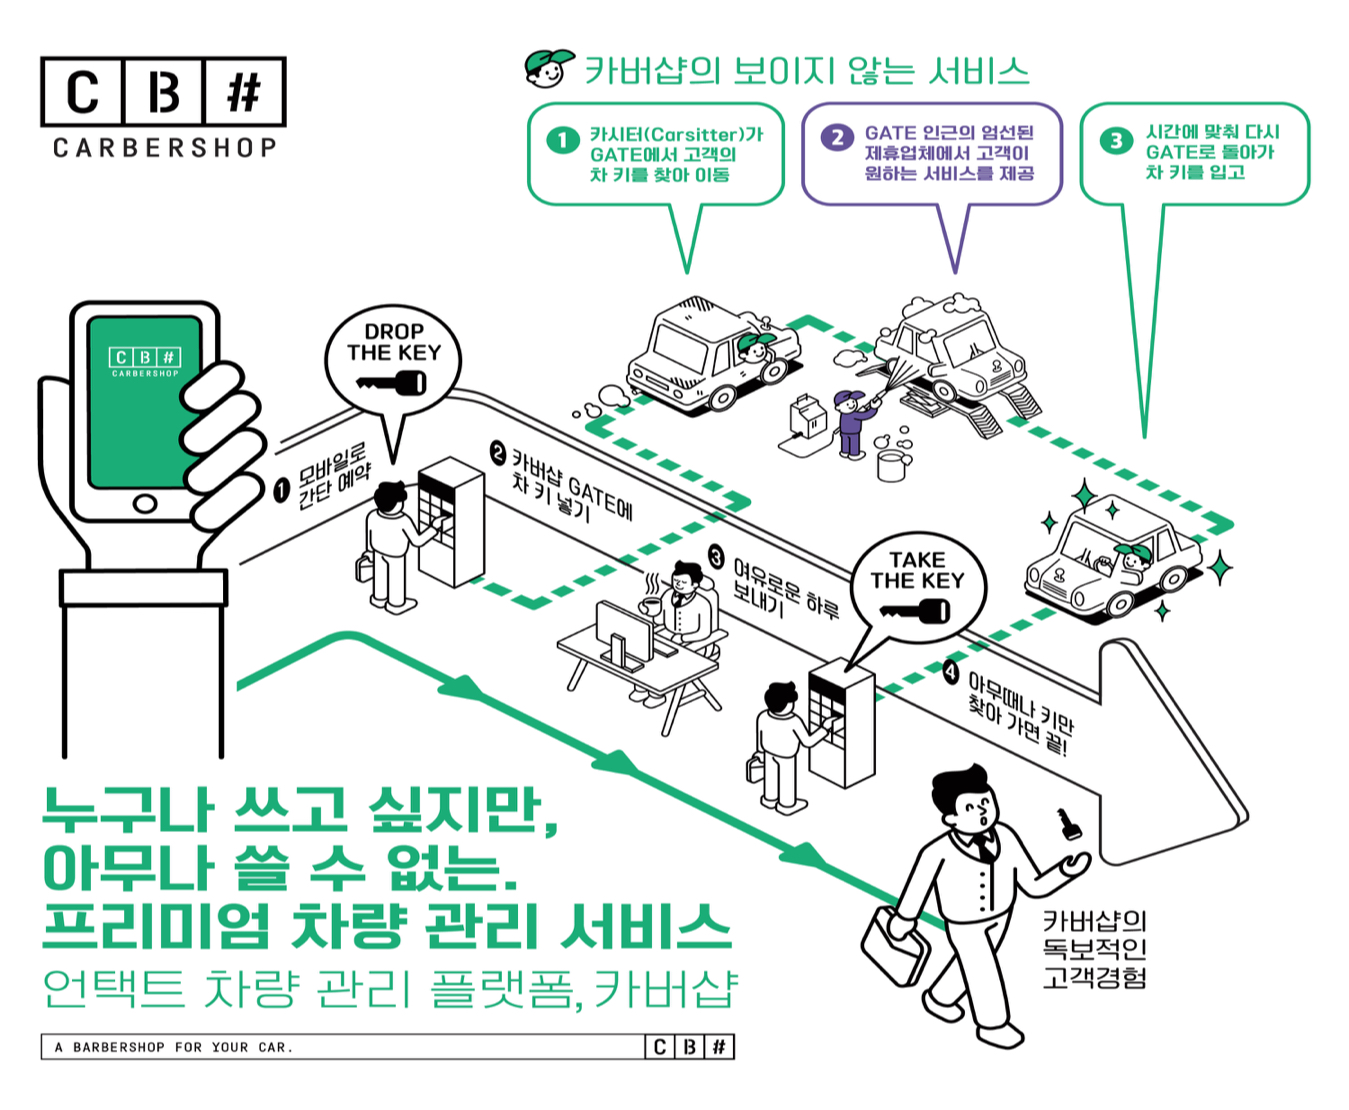 CB#
CARBERSHOP
카버샵의 보이지 않는 서비스
1
카시터(Carsitter)가
GATE에서 고객의
차 키를 찾아 이동
2
GATE 인근의 엄선된
제휴업체에서 고객이
원하는 서비스를 제공
3
시간에 맞춰 다시
GATE로 돌아가
차 키를 입고
CB#
CARBERSHOP
DROP
THE KEY
1
모바일로
간단 예약
2
카버샵 GATE에
차 키 넣기
3
여유로운 하루
보내기
TAKE
THE KEY
4
아무때나 키만
찾아 가면 끝!
누구나 쓰고 싶지만,
아무나 쓸 수 없는.
프리미엄 차량 관리 서비스
언택트 차량 관리 플랫폼, 카버샵
카버샵의
독보적인
고객경험
A BARBERSHOP FOR YOUR CAR.
CB#